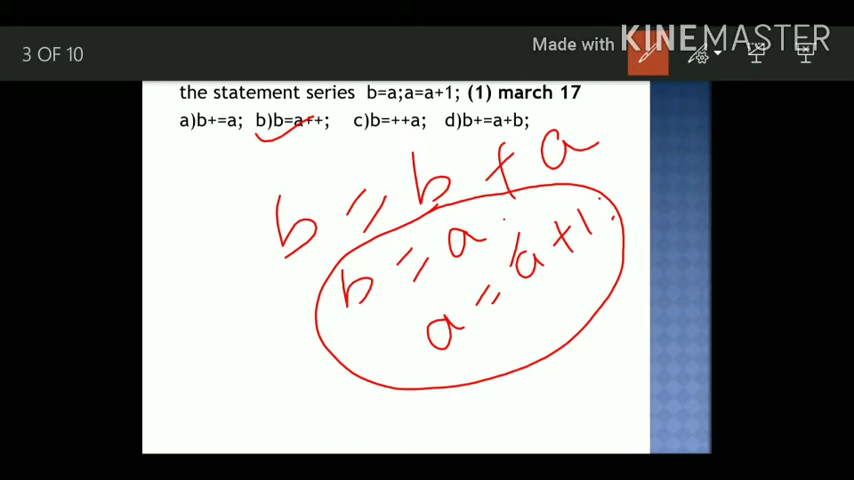 Made with KINEMASTER
3 OF 10
the statement series b=a;a=a+1; (1) march 17
a)b+=a; b)b=a++; c)b=++a; d)b+=a+b;
b = b + a
b = a;
a = a+1;